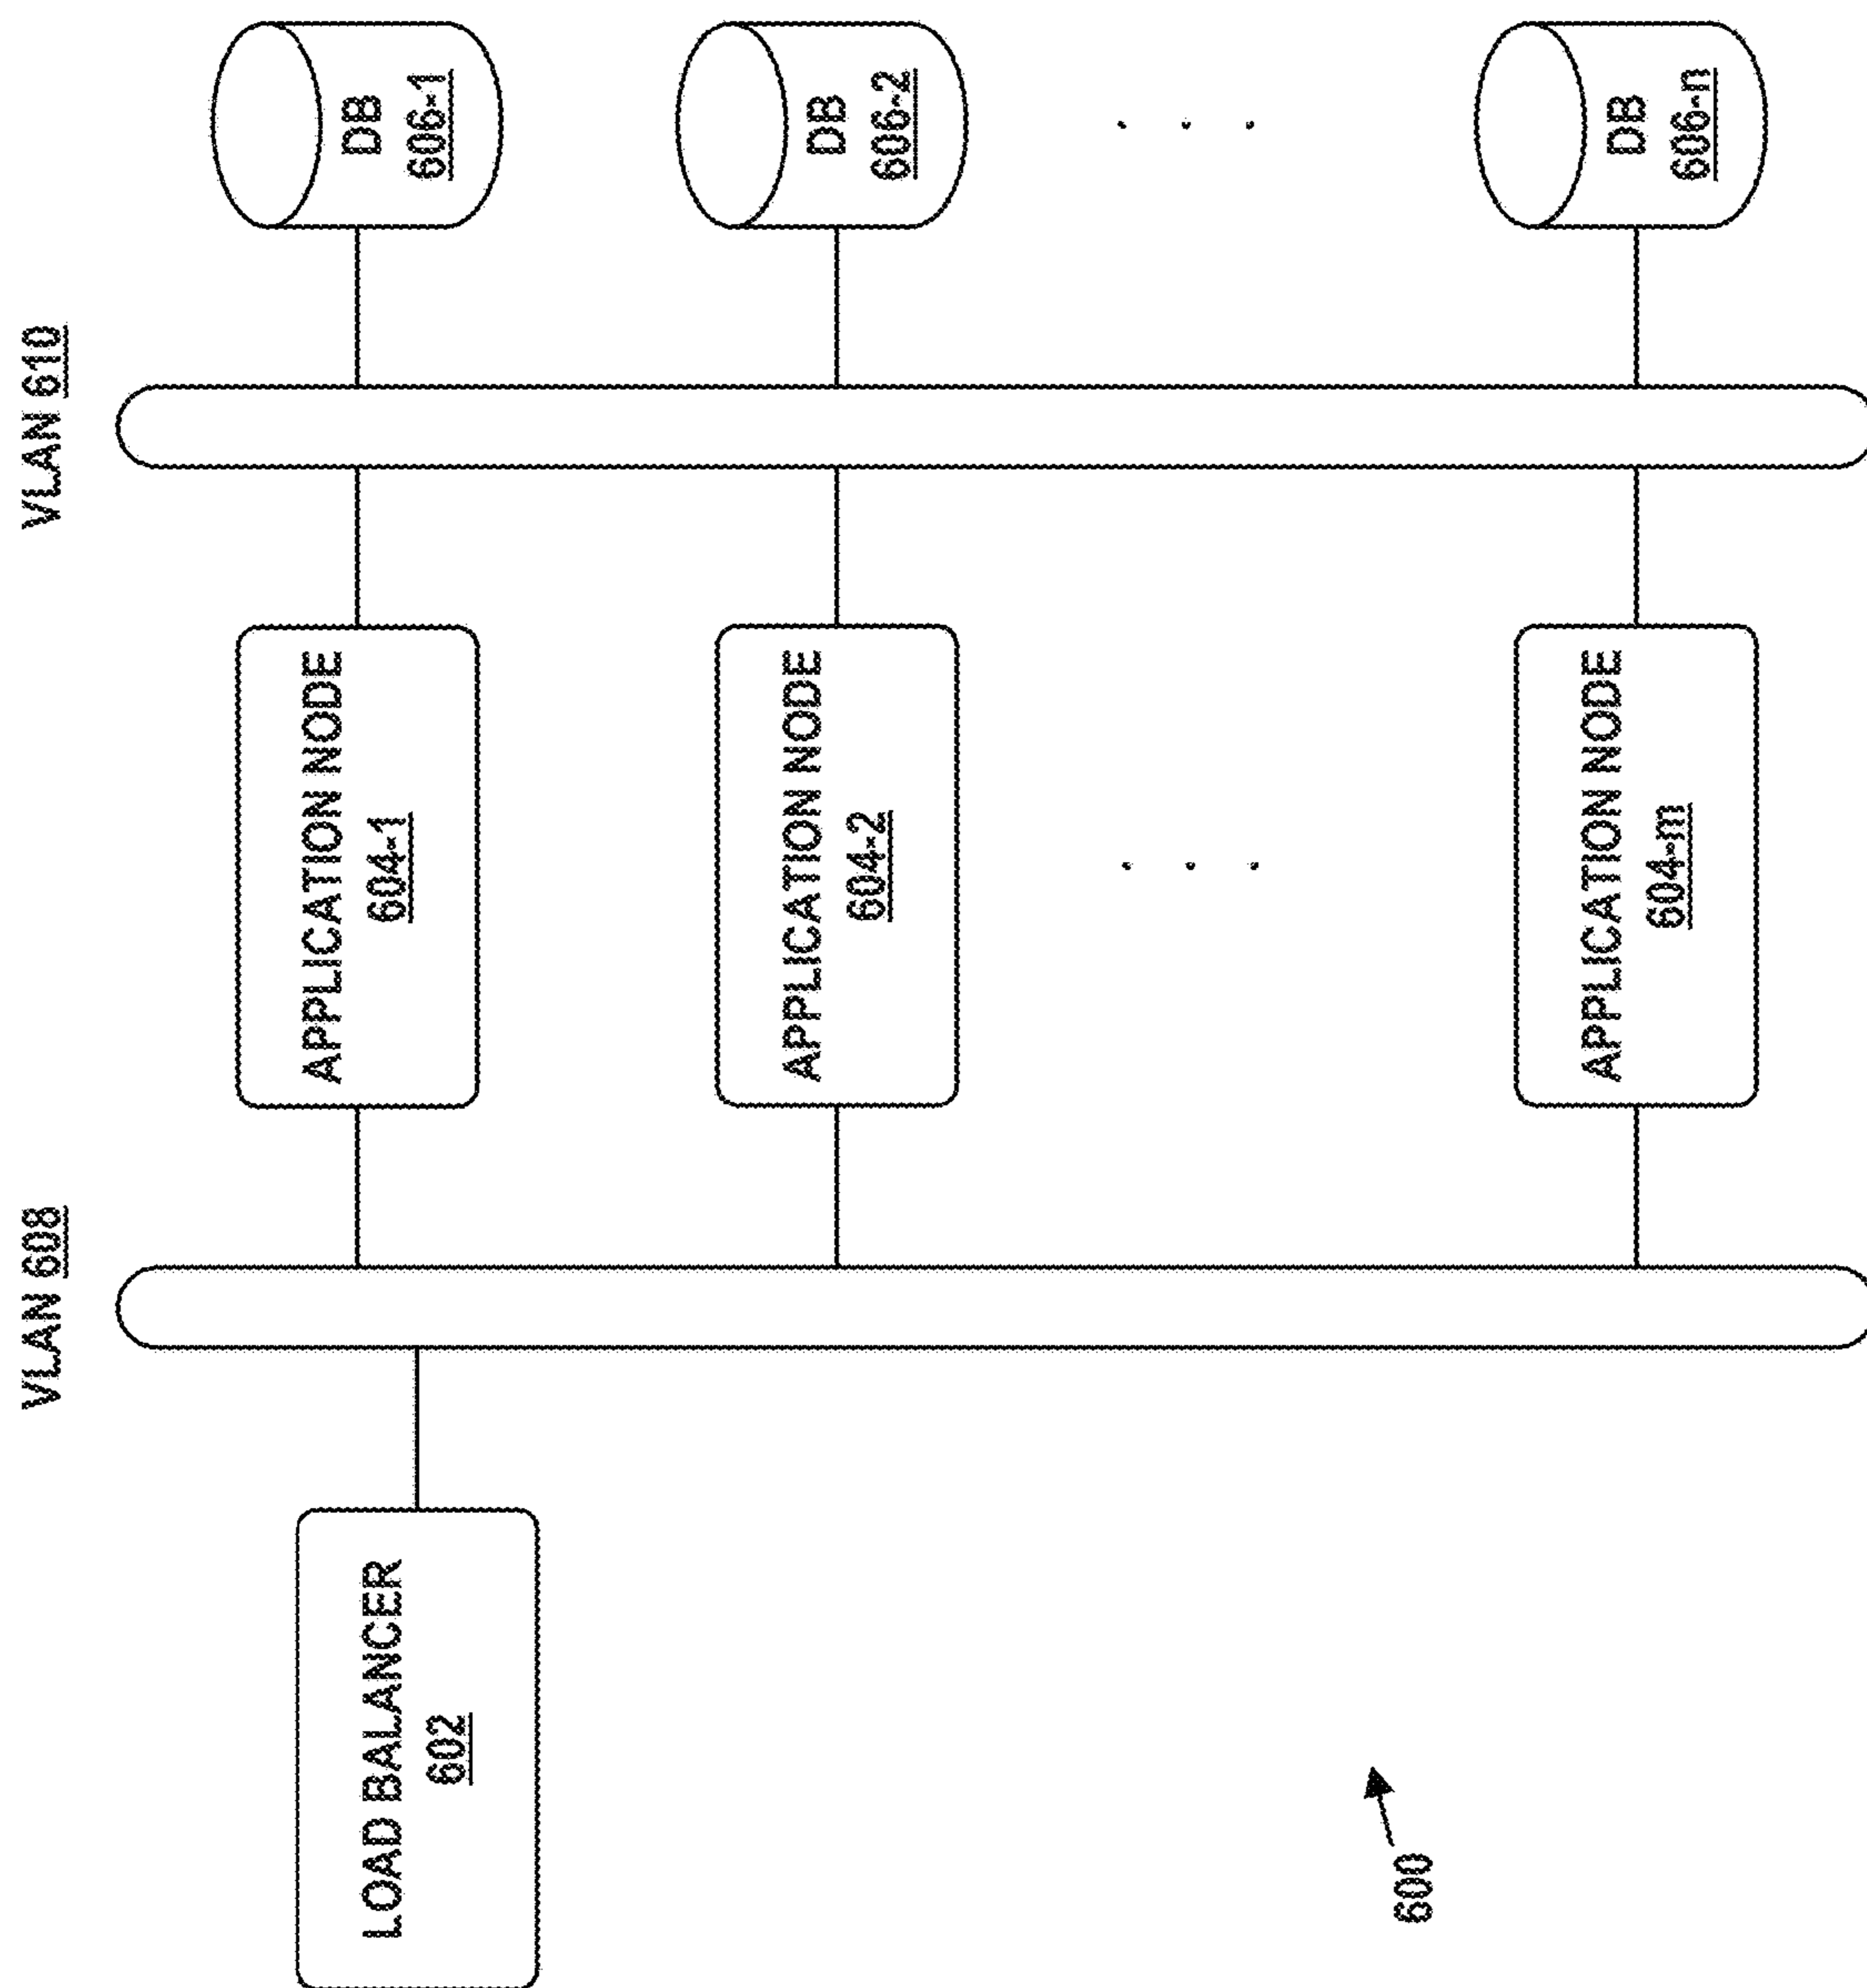 VLAN 608
VLAN 610
LOAD BALANCER
602
APPLICATION NODE
604-1
DB
606-1
APPLICATION NODE
604-2
DB
606-2
. . .
. . .
APPLICATION NODE
604-m
DB
606-n
600